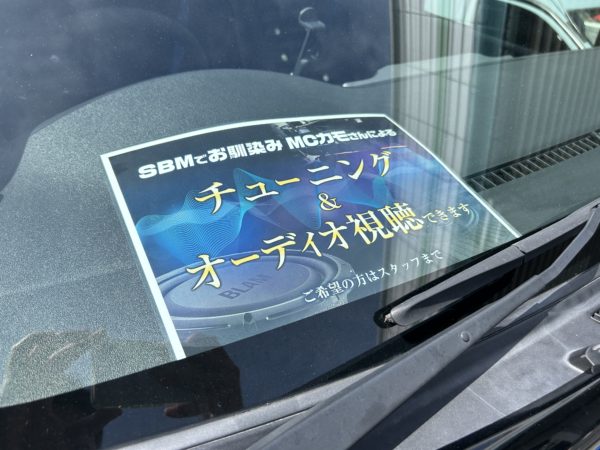 SBMでお馴染み MCカモさんによる
チューニング
&
オーディオ視聴できます
BLAM
ご希望の方はスタッフまで